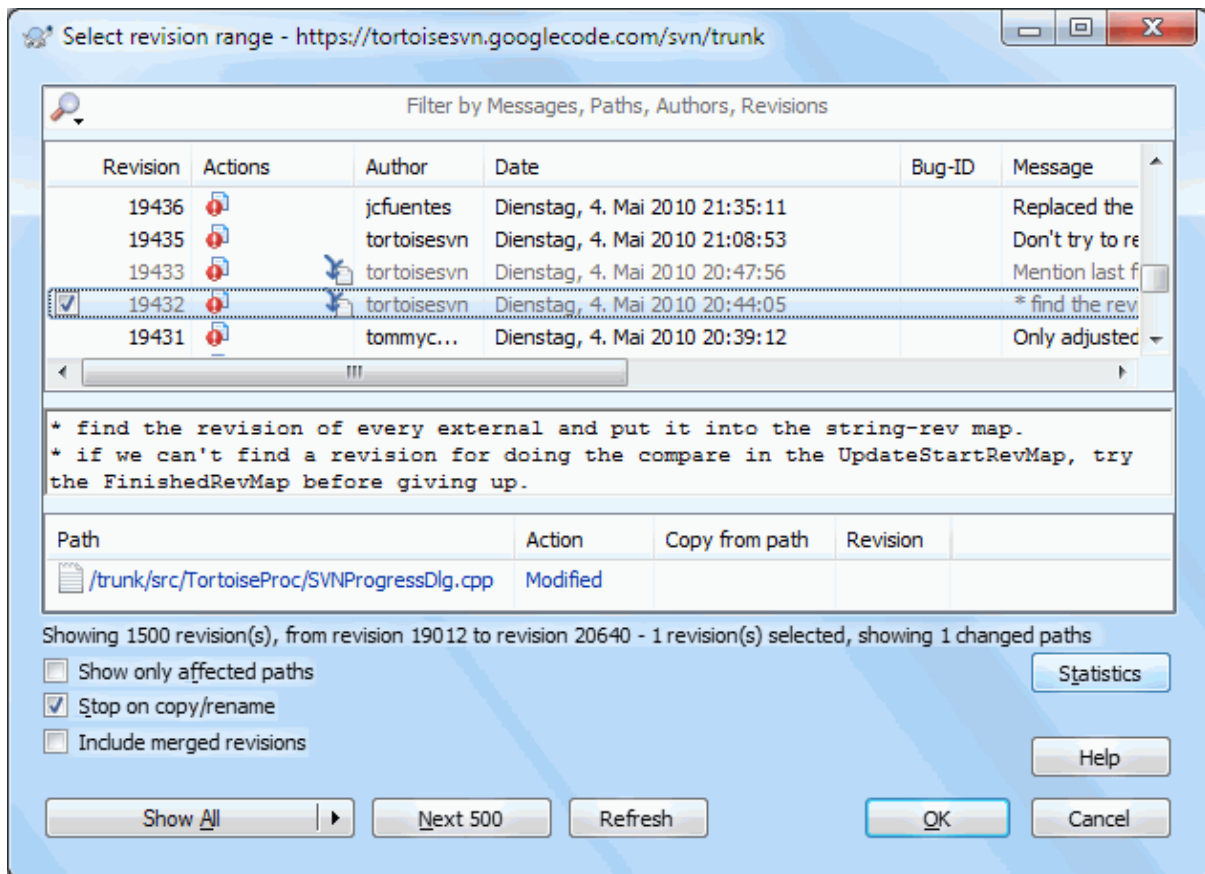 Select revision range - https://tortoisesvn.googlecode.com/svn/trunk
Filter by Messages, Paths, Authors, Revisions
Revision Actions Author Date Bug-ID Message
19436 jcfuentes Dienstag, 4. Mai 2010 21:35:11 Replaced the
19435 tortoisesvn Dienstag, 4. Mai 2010 21:08:53 Don't try to re
19433 tortoisesvn Dienstag, 4. Mai 2010 20:47:56 Mention last f
19432 tortoisesvn Dienstag, 4. Mai 2010 20:44:05 * find the rev
19431 tommyc... Dienstag, 4. Mai 2010 20:39:12 Only adjusted
* find the revision of every external and put it into the string-rev map.
* if we can't find a revision for doing the compare in the UpdateStartRevMap, try
the FinishedRevMap before giving up.
Path Action Copy from path Revision
/trunk/src/TortoiseProc/SVNProgressDlg.cpp Modified
Showing 1500 revision(s), from revision 19012 to revision 20640 - 1 revision(s) selected, showing 1 changed paths
Show only affected paths
Statistics
Stop on copy/rename
Include merged revisions
Help
Show All Next 500 Refresh OK Cancel